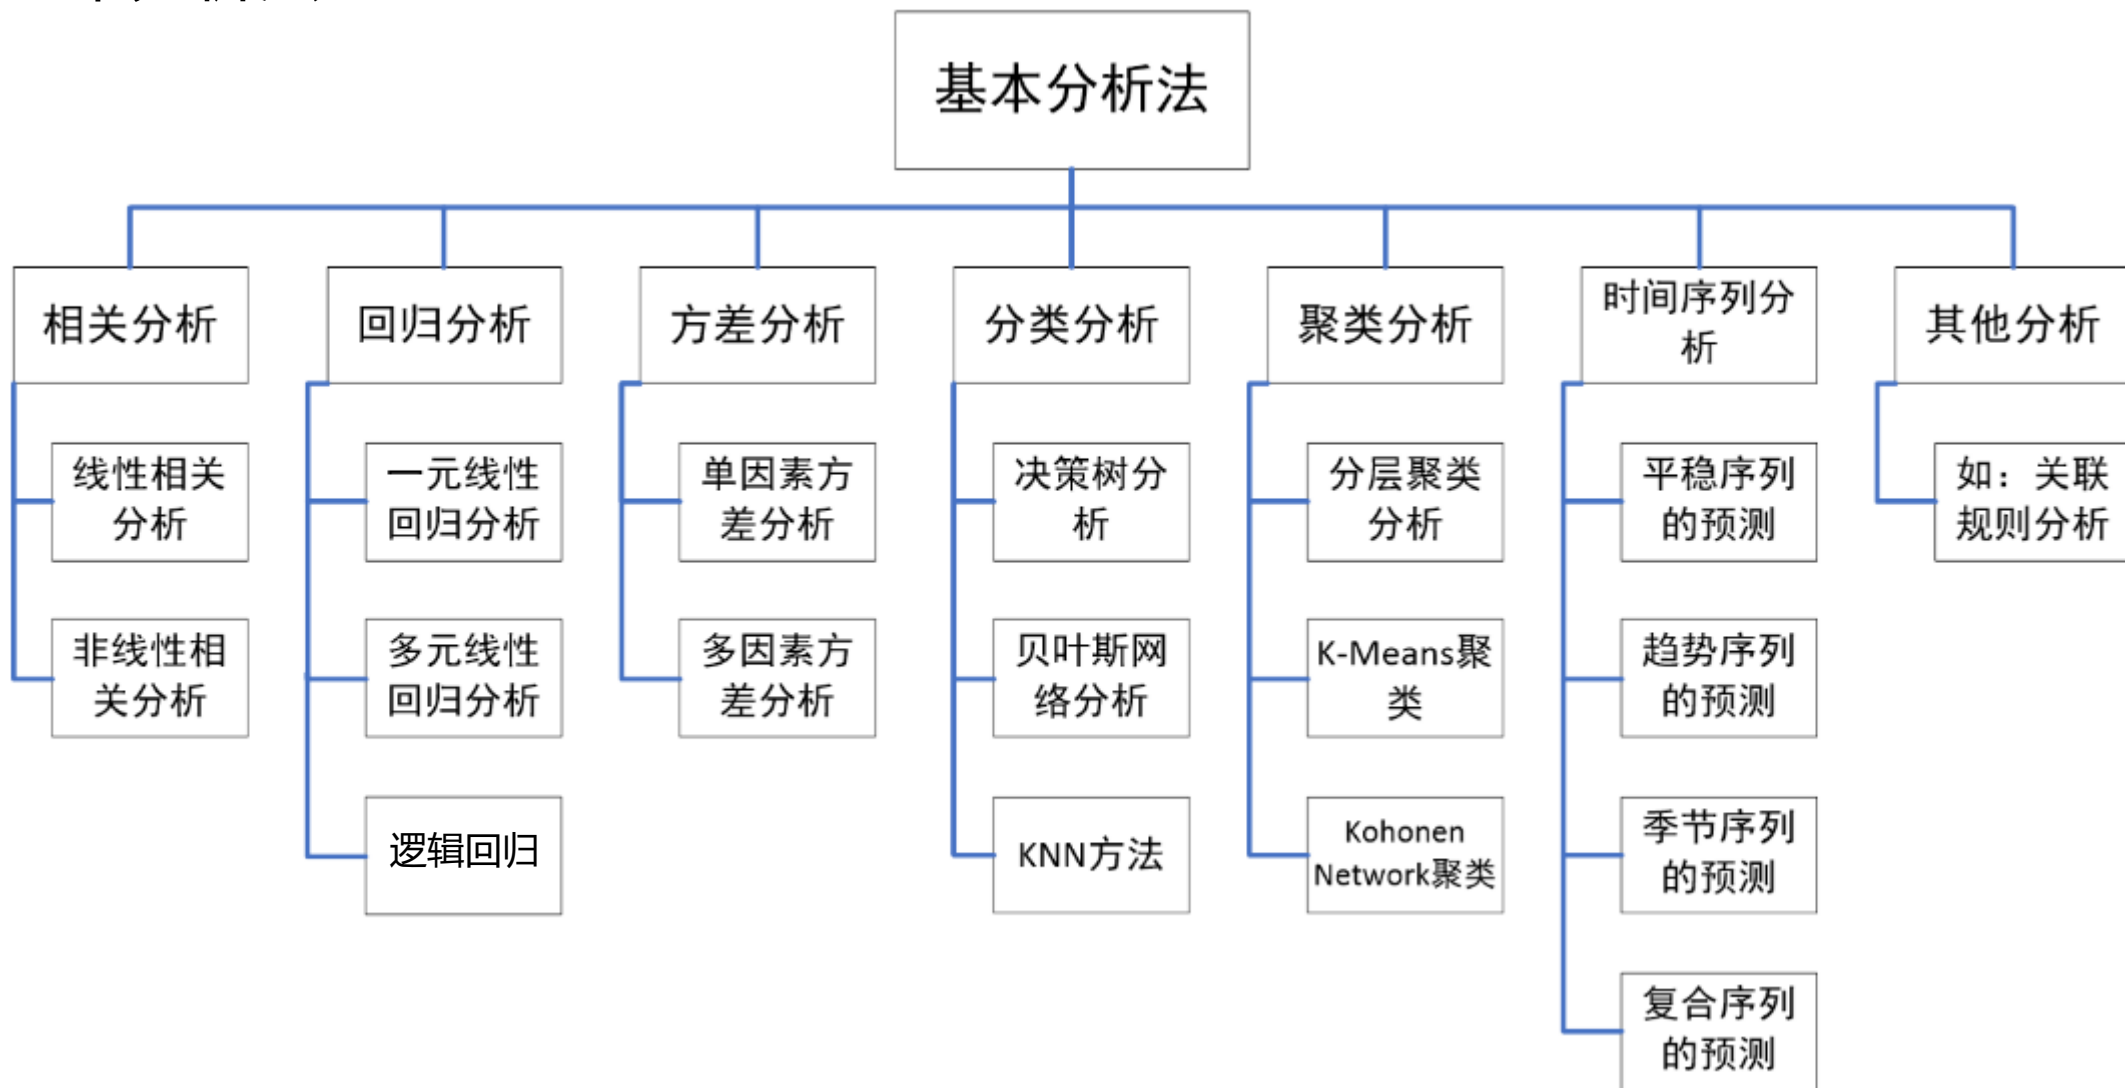 基本分析法
相关分析
线性相关
分析
非线性相
关分析
回归分析
一元线性
回归分析
多元线性
回归分析
逻辑回归
方差分析
单因素方
差分析
多因素方
差分析
分类分析
决策树分
析
贝叶斯网
络分析
KNN方法
聚类分析
分层聚类
分析
K-Means聚
类
Kohonen
Network聚类
时间序列分
析
平稳序列
的预测
趋势序列
的预测
季节序列
的预测
复合序列
的预测
其他分析
如：关联
规则分析